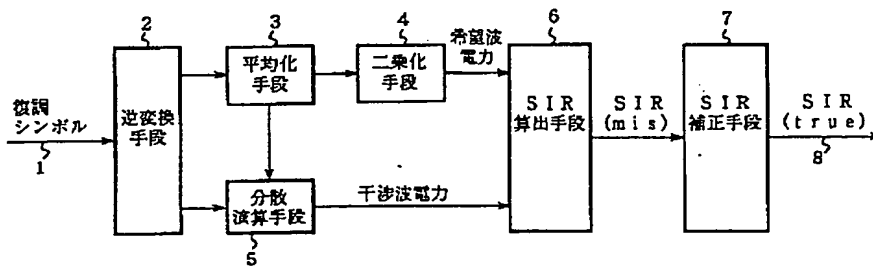 2
3
4
6
7
希望波
電力
平均化
手段
二乗化
手段
復調
シンボル
1
逆変換
手段
SIR
算出手段
SIR
(mis)
SIR
補正手段
SIR
(true)
8
分散
演算手段
5
干渉波電力